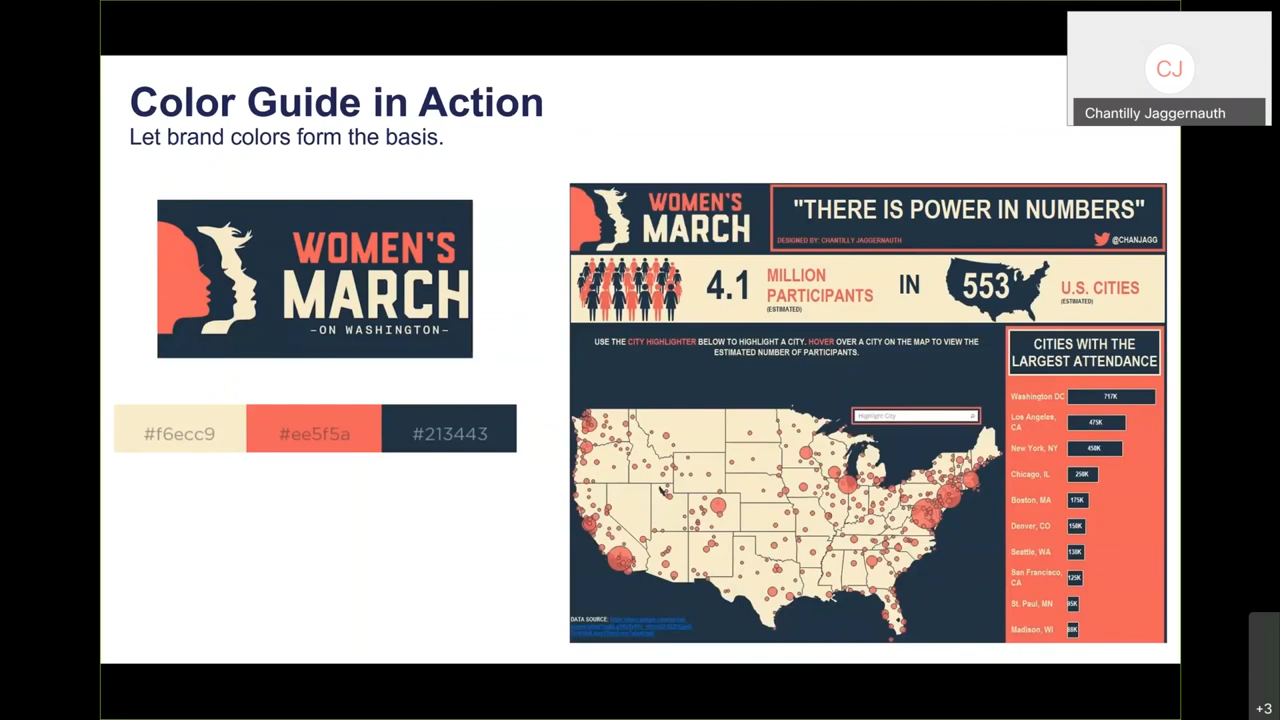 Color Guide in Action
Let brand colors form the basis.
CJ
Chantilly Jaggernauth
WOMEN'S
MARCH
-ON WASHINGTON-
#f6ecc9
#ee5f5a
#213443
WOMEN'S
MARCH
"THERE IS POWER IN NUMBERS"
DESIGNED BY: CHANTILLY JAGGERNAUTH
@CHANJAGG
4.1
MILLION
PARTICIPANTS
(ESTIMATED)
IN
553
U.S. CITIES
(ESTIMATED)
USE THE CITY HIGHLIGHTER BELOW TO HIGHLIGHT A CITY. HOVER OVER A CITY ON THE MAP TO VIEW THE
ESTIMATED NUMBER OF PARTICIPANTS.
Highlight City
CITIES WITH THE
LARGEST ATTENDANCE
Washington DC 717K
Los Angeles,
CA 475K
New York, NY 450K
Chicago, IL 250K
Boston, MA 175K
Denver, CO 150K
Seattle, WA 130K
San Francisco,
CA 125K
St. Paul, MN 95K
Madison, WI
DATA SOURCE:
+3